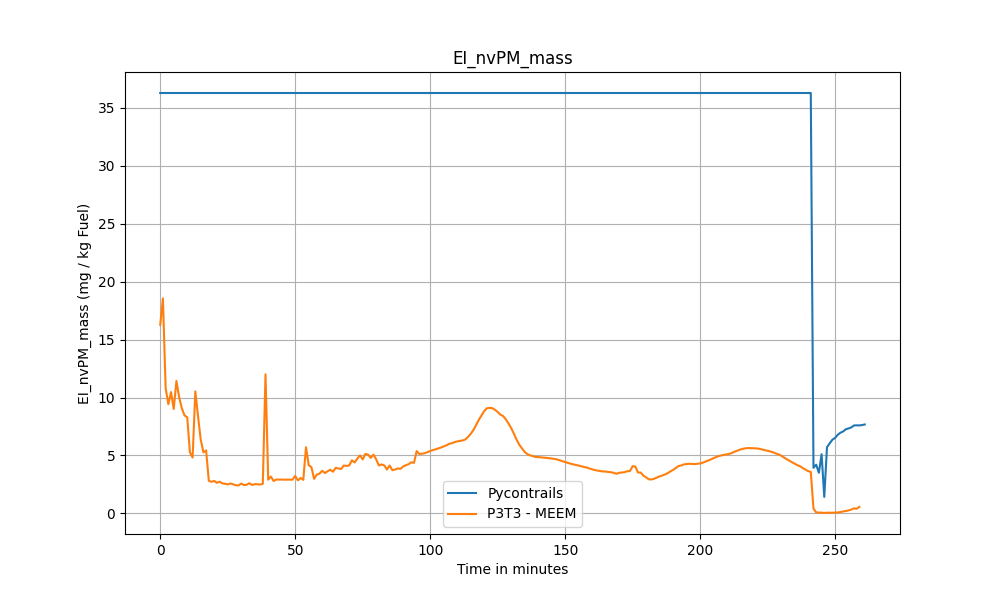 EI_nvPM_mass
EI_nvPM_mass (mg / kg Fuel)
35
30
25
20
15
10
5
0
Pycontrails
P3T3 - MEEM
0 50 100 150 200 250
Time in minutes